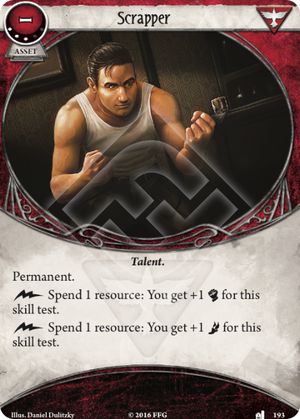 Scrapper
ASSET
Talent.
Permanent.
Spend 1 resource: You get +1 for this
skill test.
Spend 1 resource: You get +1 for this
skill test.
Illus. Daniel Dulitzky © 2016 FFG 193